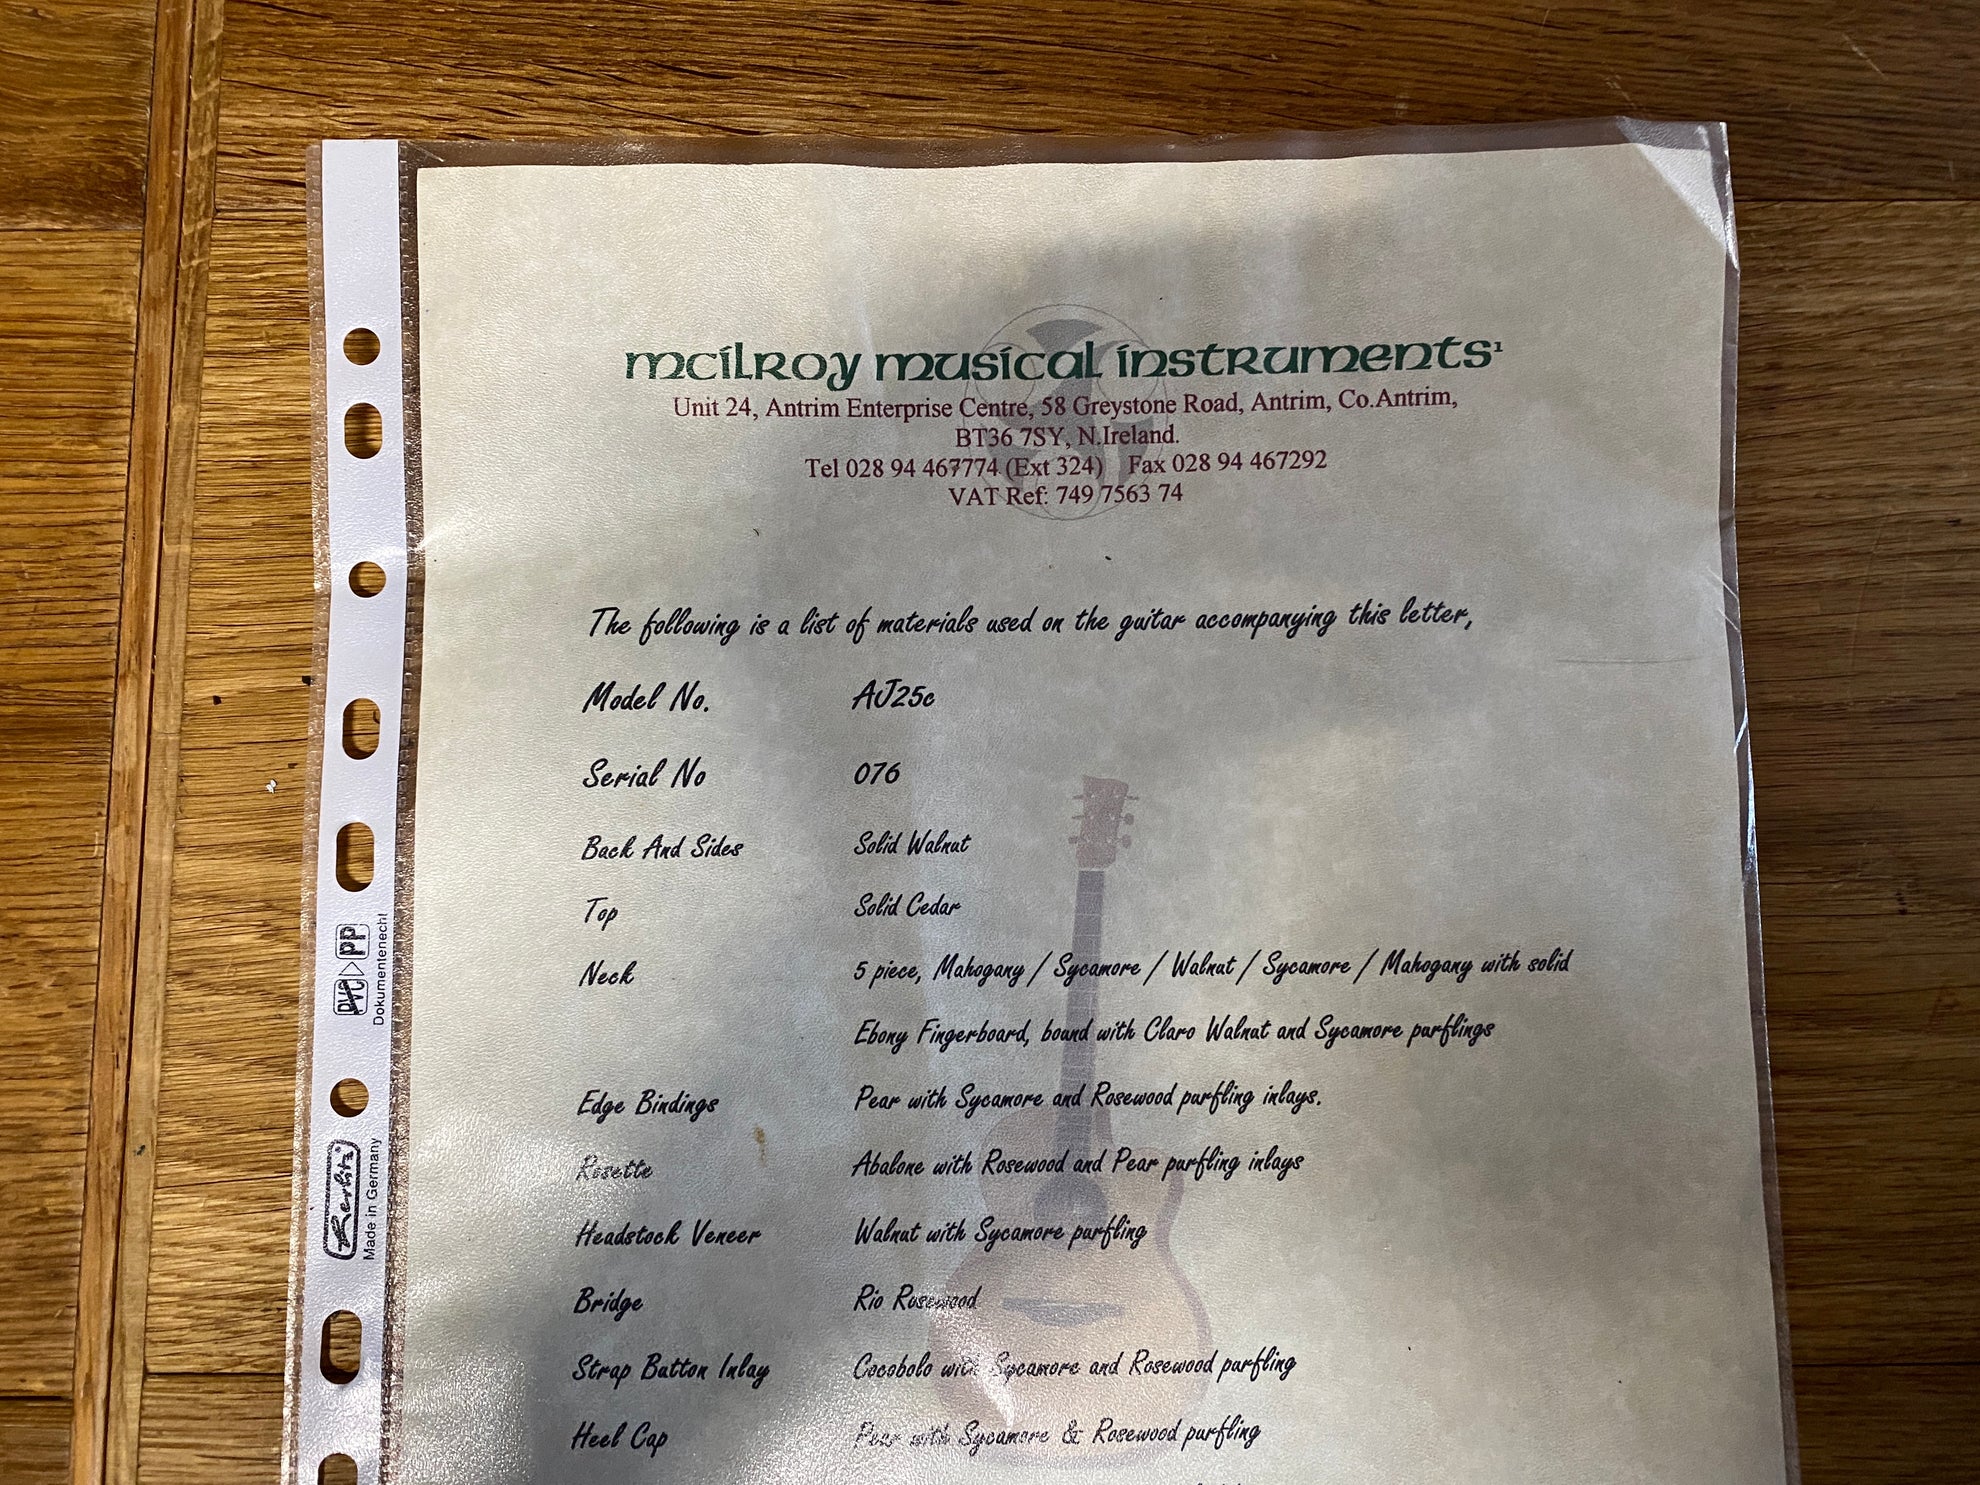 mcilroy musical instruments¹
Unit 24, Antrim Enterprise Centre, 58 Greystone Road, Antrim, Co.Antrim,
BT36 7SY, N.Ireland.
Tel 028 94 467774 (Ext 324) Fax 028 94 467292
VAT Ref: 749 7563 74
The following is a list of materials used on the guitar accompanying this letter,
Model No. AJ25c
Serial No 076
Back And Sides Solid Walnut
Top Solid Cedar
Neck 5 piece, Mahogany / Sycamore / Walnut / Sycamore / Mahogany with solid
Ebony Fingerboard, bound with Claro Walnut and Sycamore purflings
Edge Bindings Pear with Sycamore and Rosewood purfling inlays.
Rosette Abalone with Rosewood and Pear purfling inlays
Headstock Veneer Walnut with Sycamore purfling
Bridge Rio Rosewood
Strap Button Inlay Cocobolo with Sycamore and Rosewood purfling
Heel Cap Pear with Sycamore & Rosewood purfling
PVC > PP
Dokumentenecht
Herlitz
Made in Germany